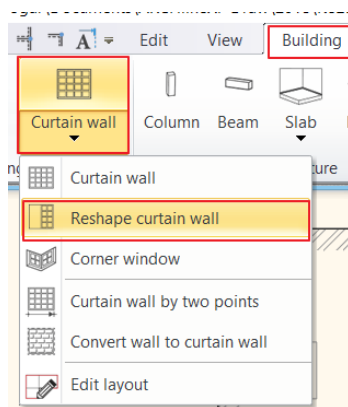 A Edit View Building
Curtain wall Column Beam Slab
ture
Curtain wall
Reshape curtain wall
Corner window
Curtain wall by two points
Convert wall to curtain wall
Edit layout